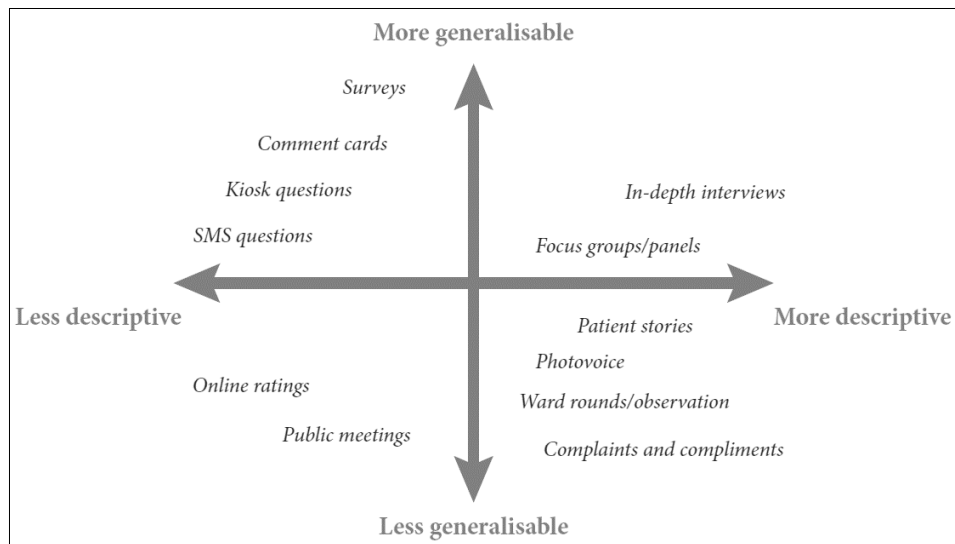 More generalisable
Surveys
Comment cards
Kiosk questions
In-depth interviews
SMS questions
Focus groups/panels
Less descriptive
More descriptive
Patient stories
Photovoice
Online ratings
Ward rounds/observation
Public meetings
Complaints and compliments
Less generalisable